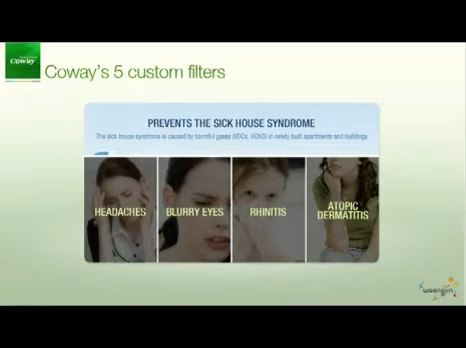 Coway
Coway's 5 custom filters
PREVENTS THE SICK HOUSE SYNDROME
The sick house syndrome is caused by harmful gases (VOCs, HCHO) in newly built apartments and buildings
HEADACHES
BLURRY EYES
RHINITIS
ATOPIC
DERMATITIS
woongjin